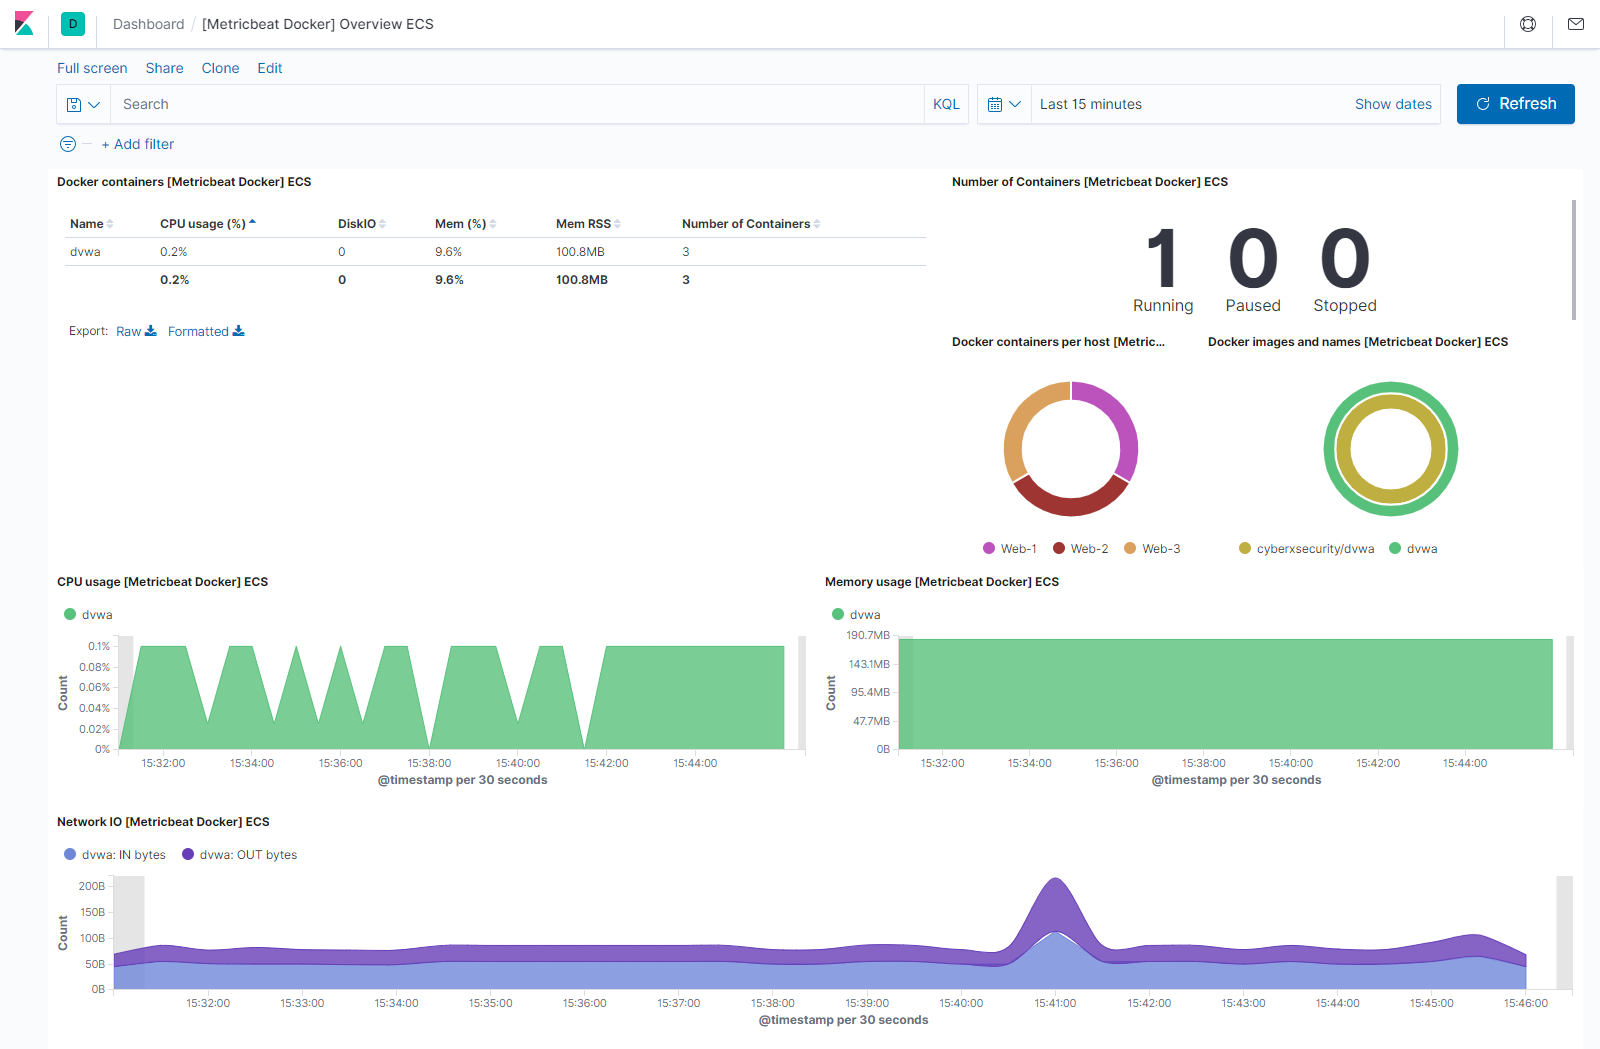 D Dashboard / [Metricbeat Docker] Overview ECS
Full screen Share Clone Edit
Search KQL Last 15 minutes Show dates Refresh
+ Add filter
Docker containers [Metricbeat Docker] ECS
Name CPU usage (%) DiskIO Mem (%) Mem RSS Number of Containers
dvwa 0.2% 0 9.6% 100.8MB 3
0.2% 0 9.6% 100.8MB 3
Export: Raw Formatted
Number of Containers [Metricbeat Docker] ECS
1 0 0
Running Paused Stopped
Docker containers per host [Metric...
Web-1 Web-2 Web-3
Docker images and names [Metricbeat Docker] ECS
cyberxsecurity/dvwa dvwa
CPU usage [Metricbeat Docker] ECS
dvwa
0.1%
0.08%
0.06%
0.04%
0.02%
0%
Count
15:32:00 15:34:00 15:36:00 15:38:00 15:40:00 15:42:00 15:44:00
@timestamp per 30 seconds
Memory usage [Metricbeat Docker] ECS
dvwa
190.7MB
143.1MB
95.4MB
47.7MB
0B
Count
15:32:00 15:34:00 15:36:00 15:38:00 15:40:00 15:42:00 15:44:00
@timestamp per 30 seconds
Network IO [Metricbeat Docker] ECS
dvwa: IN bytes dvwa: OUT bytes
200B
150B
100B
50B
0B
Count
15:32:00 15:33:00 15:34:00 15:35:00 15:36:00 15:37:00 15:38:00 15:39:00 15:40:00 15:41:00 15:42:00 15:43:00 15:44:00 15:45:00 15:46:00
@timestamp per 30 seconds